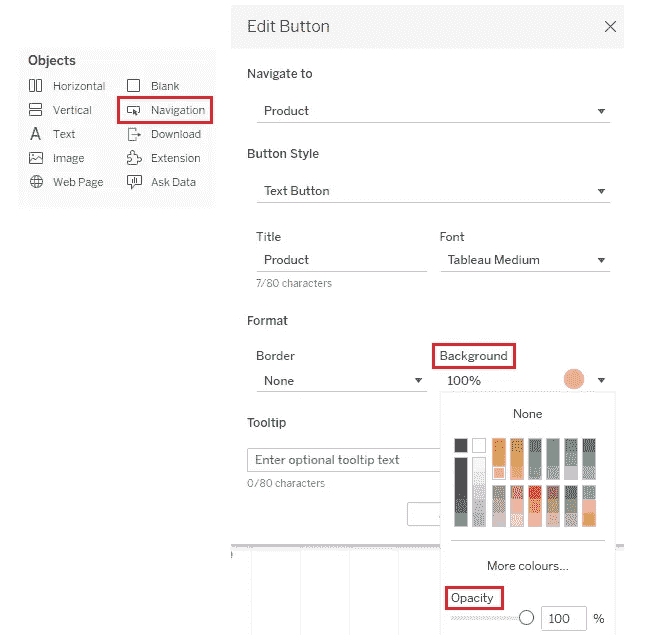 Objects
Horizontal Blank
Vertical Navigation
Text Download
Image Extension
Web Page Ask Data
Edit Button
Navigate to
Product
Button Style
Text Button
Title Font
Product Tableau Medium
7/80 characters
Format
Border Background
None 100%
None
Tooltip
Enter optional tooltip text
0/80 characters
More colours...
Opacity
100 %